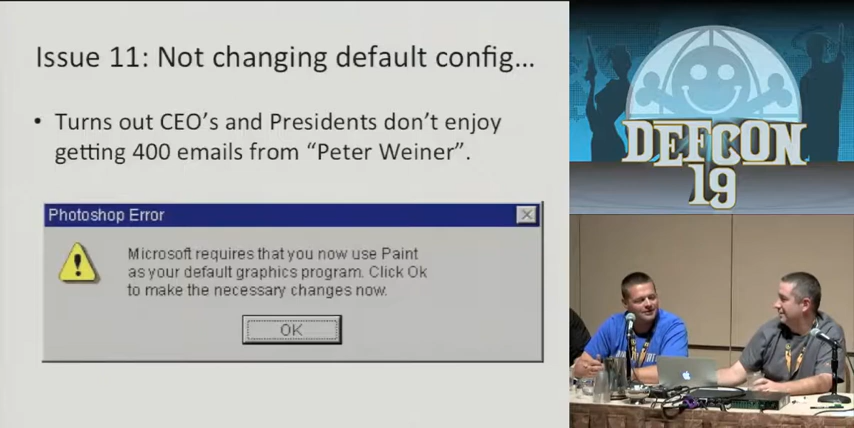 Issue 11: Not changing default config…
• Turns out CEO's and Presidents don't enjoy
getting 400 emails from “Peter Weiner”.
Photoshop Error
Microsoft requires that you now use Paint
as your default graphics program. Click Ok
to make the necessary changes now.
OK
DEFCON
19